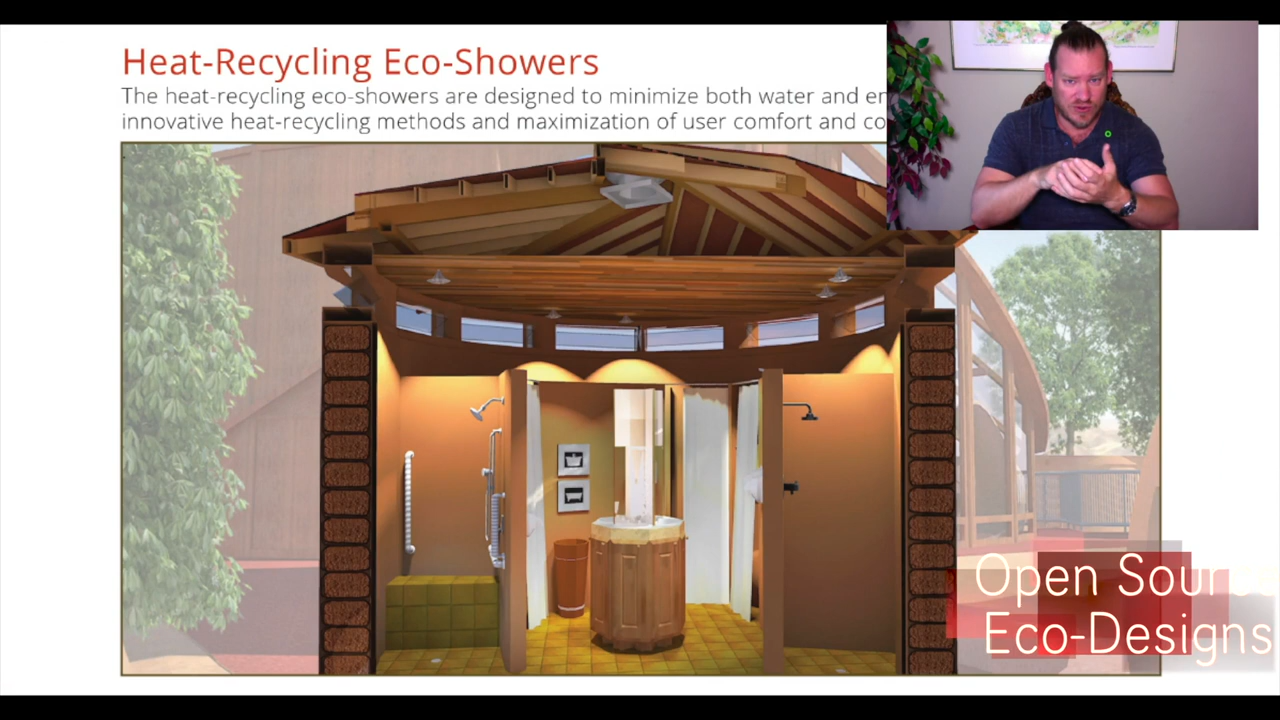 Heat-Recycling Eco-Showers
The heat-recycling eco-showers are designed to minimize both water and en
innovative heat-recycling methods and maximization of user comfort and co
Open Source
Eco-Designs